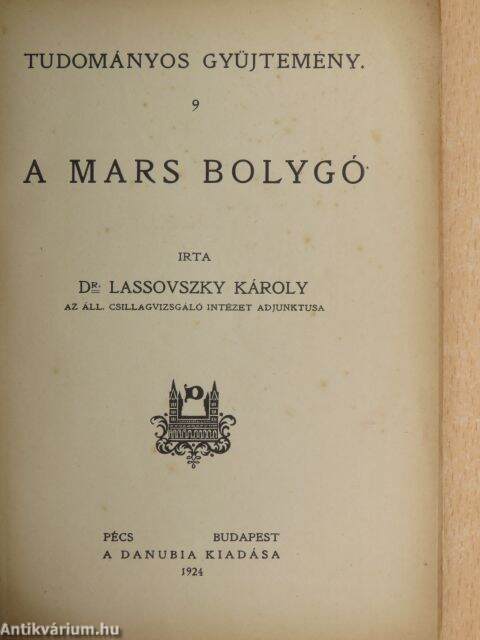 TUDOMÁNYOS GYŰJTEMÉNY.
9
A MARS BOLYGÓ
IRTA
DR. LASSOVSZKY KÁROLY
AZ ÁLL. CSILLAGVIZSGÁLÓ INTÉZET ADJUNKTUSA
P
PÉCS BUDAPEST
A DANUBIA KIADÁSA
1924
Antikvárium.hu